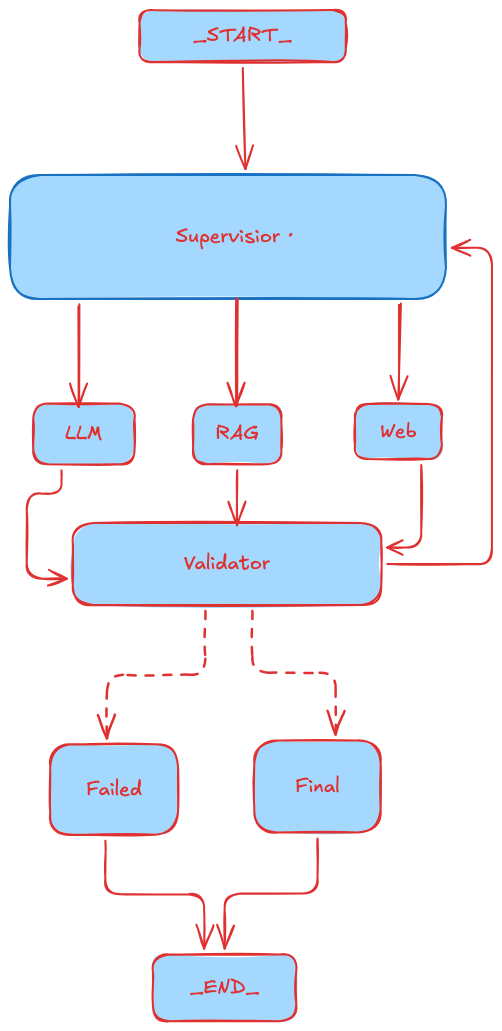 _START_
Supervisior ·
LLM
RAG
Web
Validator
Failed
Final
_END_